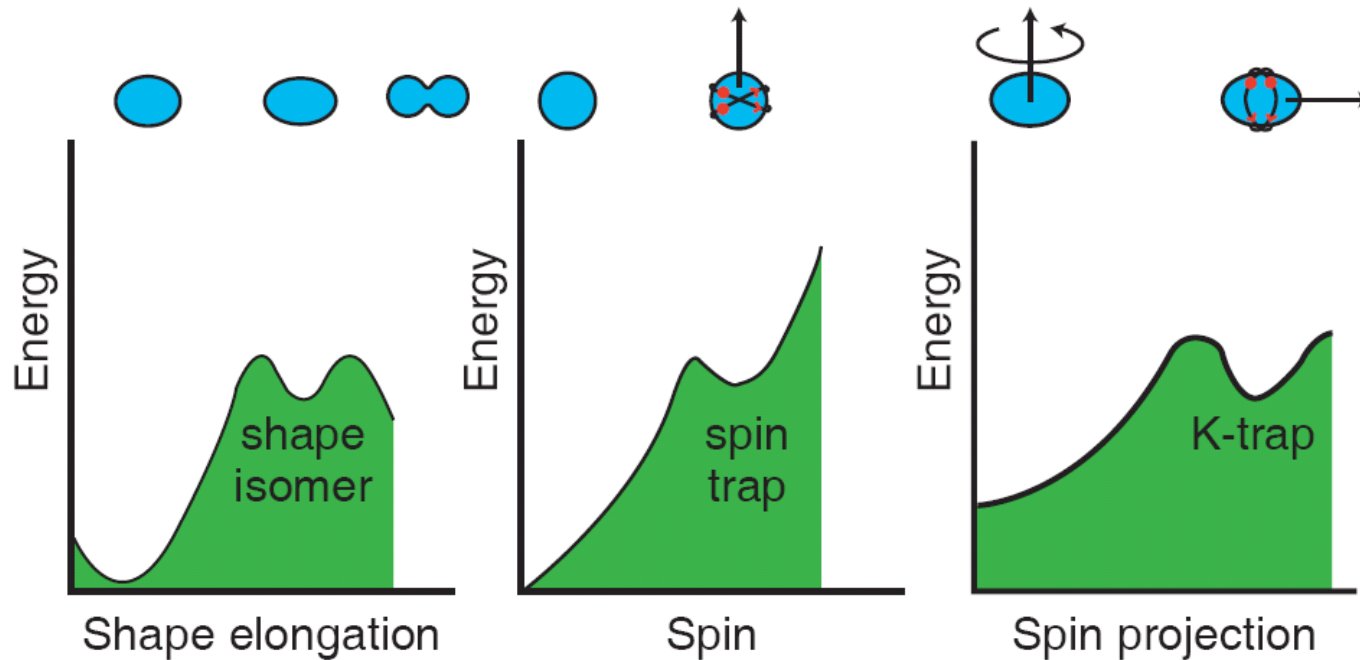 Energy
shape
isomer
Shape elongation
Energy
spin
trap
Spin
Energy
K-trap
Spin projection